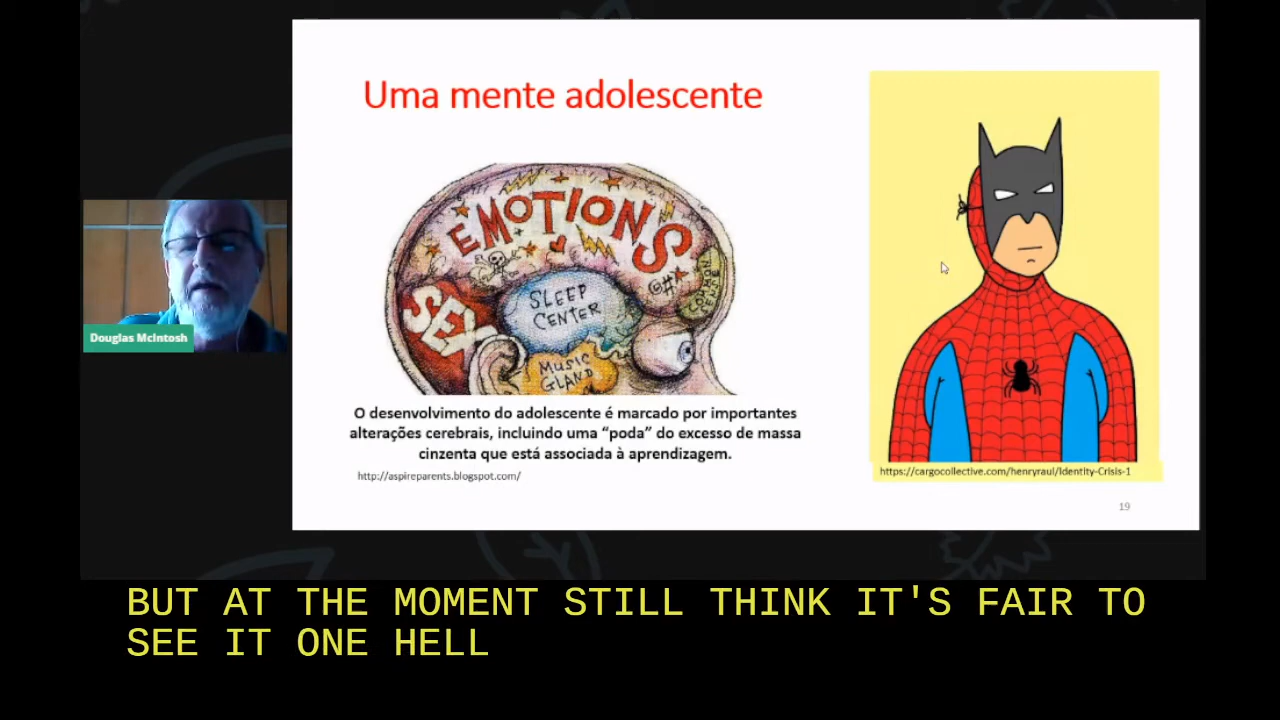 Uma mente adolescente
EMOTIONS
@#*
COMMON
SEX
SLEEP
CENTER
MUSIC
GLAND
Douglas McIntosh
O desenvolvimento do adolescente é marcado por importantes
alterações cerebrais, incluindo uma “poda” do excesso de massa
cinzenta que está associada à aprendizagem.
http://aspireparents.blogspot.com/
https://cargocollective.com/henryraul/Identity-Crisis-1
19
BUT AT THE MOMENT STILL THINK IT'S FAIR TO
SEE IT ONE HELL